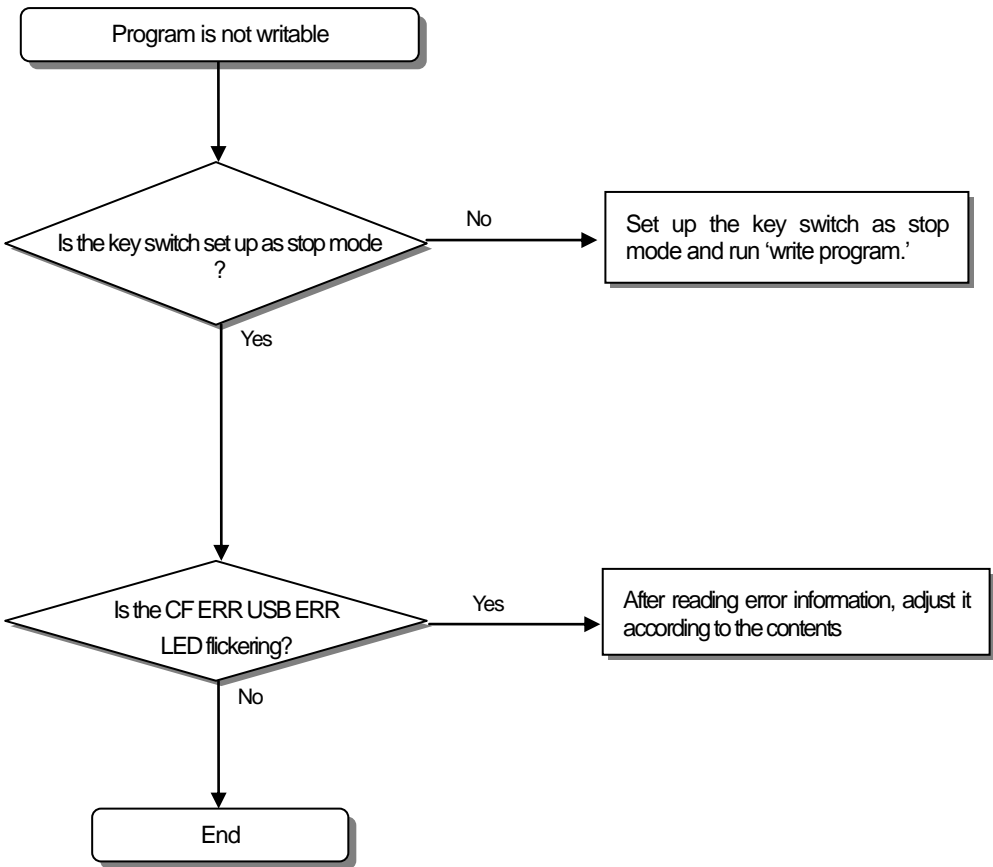 Program is not writable
Is the key switch set up as stop mode
?
No
Set up the key switch as stop
mode and run ‘write program.’
Yes
Is the CF ERR USB ERR
LED flickering?
Yes
After reading error information, adjust it
according to the contents
No
End